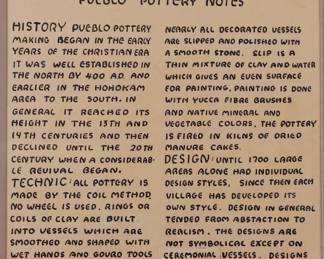 PUEBLO POTTERY NOTES
HISTORY PUEBLO POTTERY
MAKING BEGAN IN THE EARLY
YEARS OF THE CHRISTIAN ERA
IT WAS WELL ESTABLISHED IN
THE NORTH BY 400 AD. AND
EARLIER IN THE HOHOKAM
AREA TO THE SOUTH. IN
GENERAL IT REACHED ITS
HEIGHT IN THE 13TH AND
14TH CENTURIES AND THEN
DECLINED UNTIL THE 20TH
CENTURY WHEN A CONSIDERAB-
LE REVIVAL BEGAN.
TECHNIC: ALL POTTERY IS
MADE BY THE COIL METHOD,
NO WHEEL IS USED. RINGS OR
COILS OF CLAY ARE BUILT
INTO VESSELS WHICH ARE
SMOOTHED AND SHAPED WITH
WET HANDS AND GOURD TOOLS
NEARLY ALL DECORATED VESSELS
ARE SLIPPED AND POLISHED WITH
A SMOOTH STONE. SLIP IS A
THIN MIXTURE OF CLAY AND WATER
WHICH GIVES AN EVEN SURFACE
FOR PAINTING. PAINTING IS DONE
WITH YUCCA FIBRE BRUSHES
AND NATIVE MINERAL AND
VEGETABLE COLORS. THE POTTERY
IS FIRED IN KILNS OF DRIED
MANURE CAKES.
DESIGN: UNTIL 1700 LARGE
AREAS ALONE HAD INDIVIDUAL
DESIGN STYLES, SINCE THEN EACH
VILLAGE HAS DEVELOPED ITS
OWN STYLE. DESIGN IN GENERAL
TENDED FROM ABSTACTION TO
REALISM. THE DESIGNS ARE
NOT SYMBOLICAL EXCEPT ON
CEREMONIAL VESSELS. DESIGNS